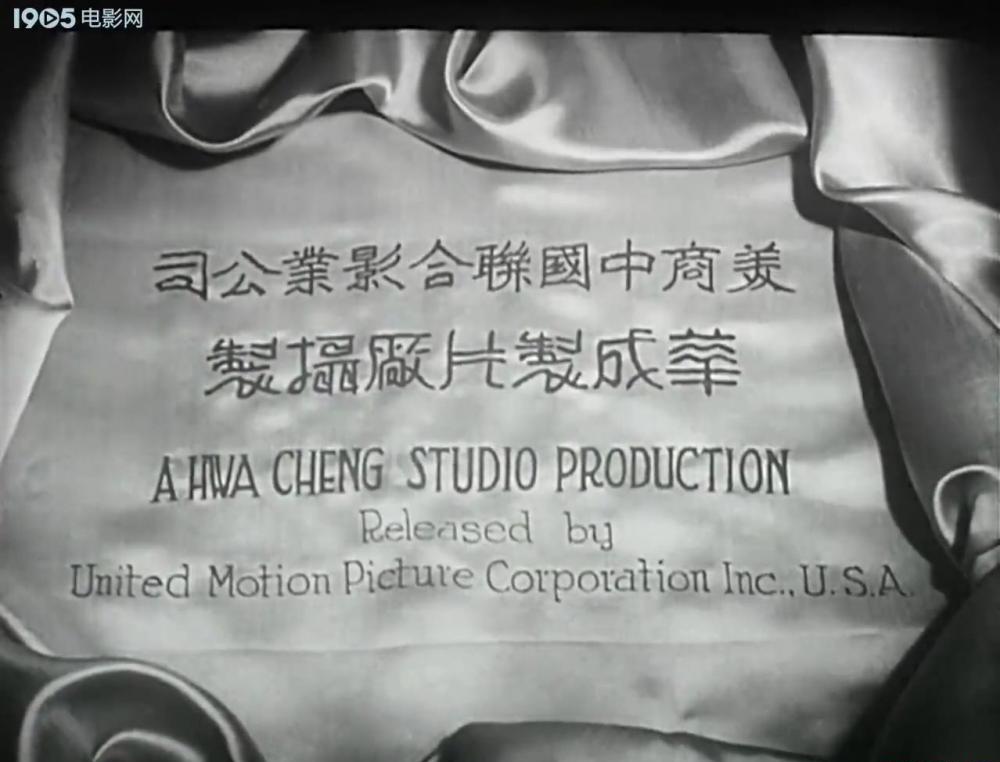 1905电影网
美商中國聯合影業公司
華成製片廠攝製
A HWA CHENG STUDIO PRODUCTION
Released by
United Motion Picture Corporation Inc., U.S.A.